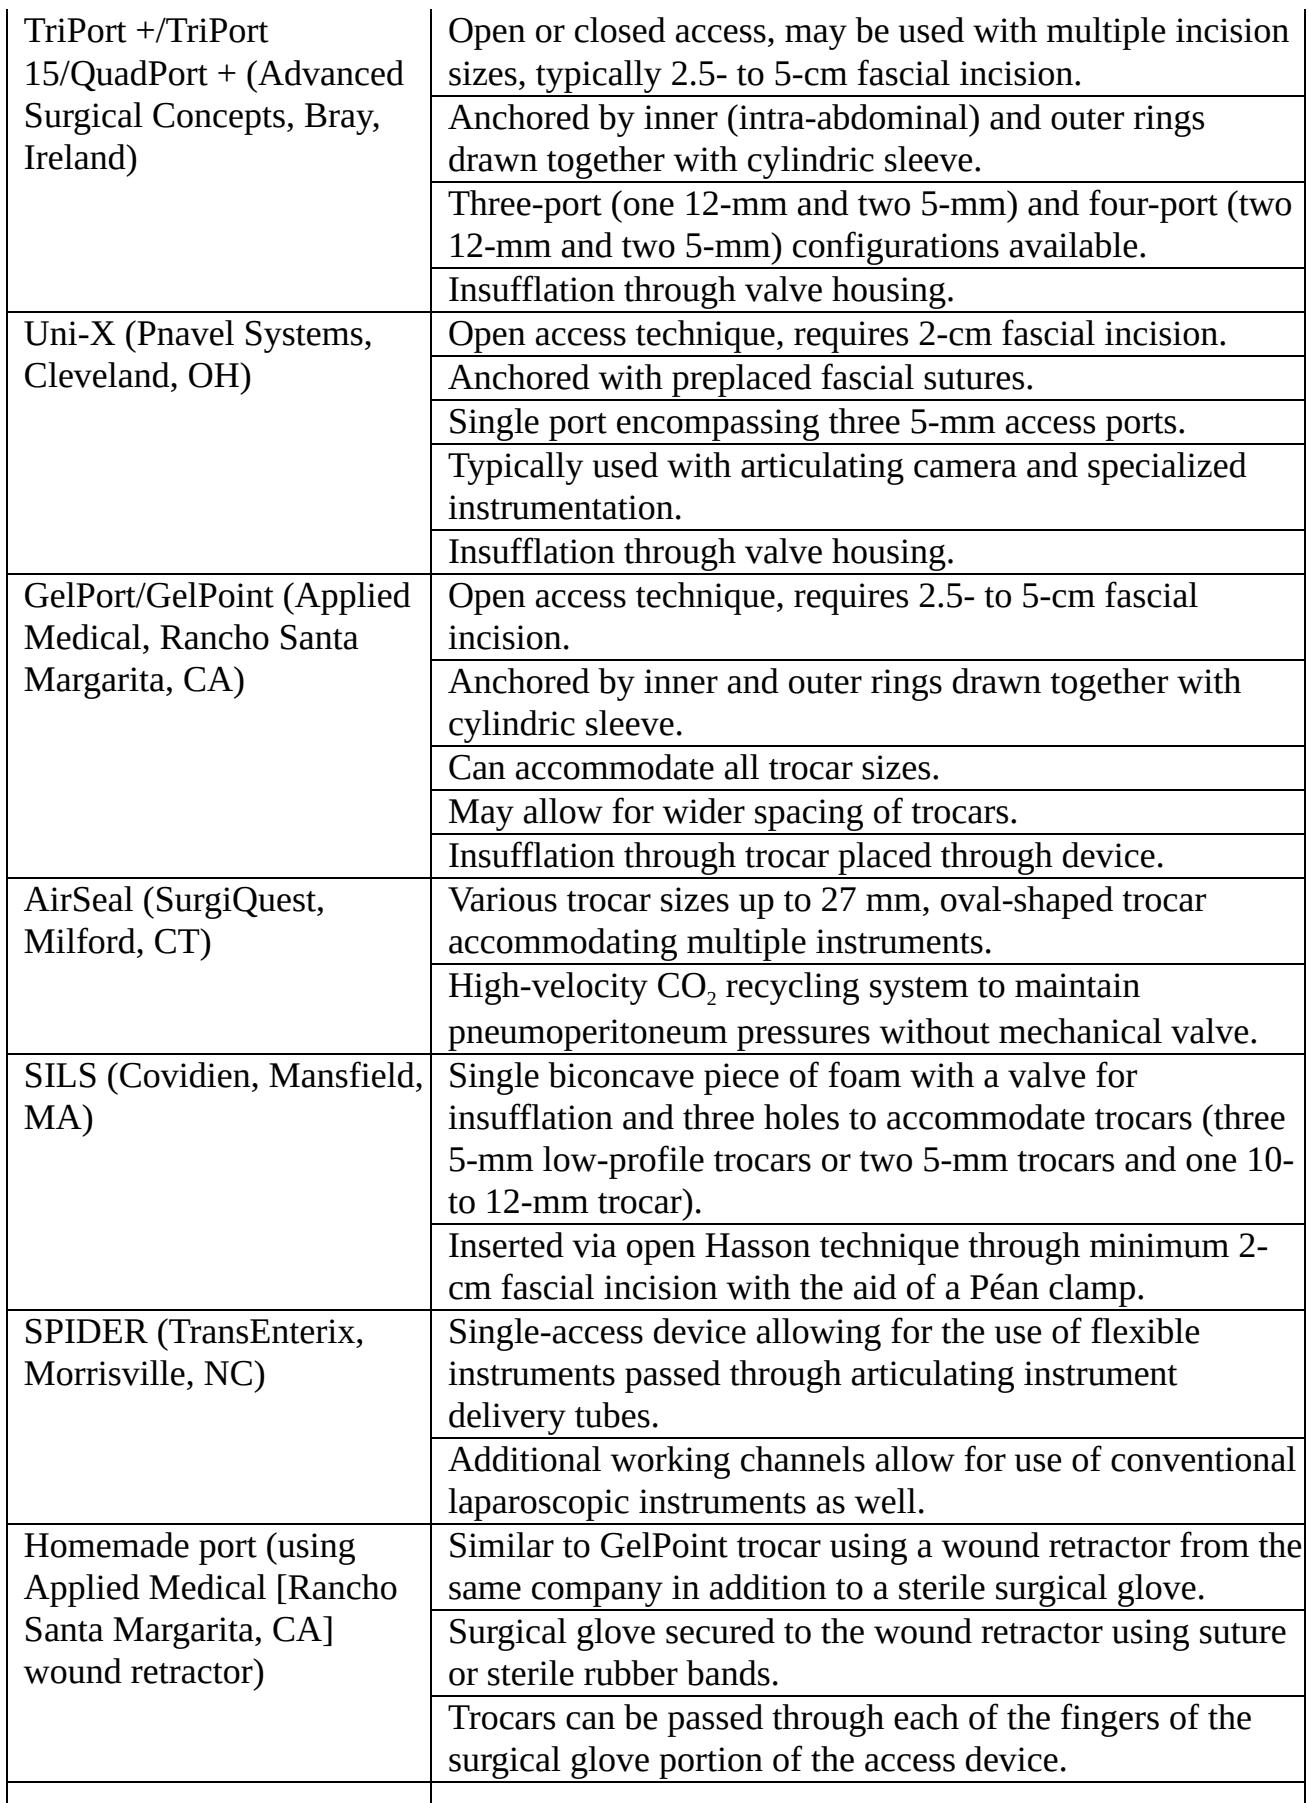 TriPort +/TriPort
15/QuadPort + (Advanced
Surgical Concepts, Bray,
Ireland)
Open or closed access, may be used with multiple incision
sizes, typically 2.5- to 5-cm fascial incision.
Anchored by inner (intra-abdominal) and outer rings
drawn together with cylindric sleeve.
Three-port (one 12-mm and two 5-mm) and four-port (two
12-mm and two 5-mm) configurations available.
Insufflation through valve housing.
Uni-X (Pnavel Systems,
Cleveland, OH)
Open access technique, requires 2-cm fascial incision.
Anchored with preplaced fascial sutures.
Single port encompassing three 5-mm access ports.
Typically used with articulating camera and specialized
instrumentation.
Insufflation through valve housing.
GelPort/GelPoint (Applied
Medical, Rancho Santa
Margarita, CA)
Open access technique, requires 2.5- to 5-cm fascial
incision.
Anchored by inner and outer rings drawn together with
cylindric sleeve.
Can accommodate all trocar sizes.
May allow for wider spacing of trocars.
Insufflation through trocar placed through device.
AirSeal (SurgiQuest,
Milford, CT)
Various trocar sizes up to 27 mm, oval-shaped trocar
accommodating multiple instruments.
High-velocity CO₂ recycling system to maintain
pneumoperitoneum pressures without mechanical valve.
SILS (Covidien, Mansfield,
MA)
Single biconcave piece of foam with a valve for
insufflation and three holes to accommodate trocars (three
5-mm low-profile trocars or two 5-mm trocars and one 10-
to 12-mm trocar).
Inserted via open Hasson technique through minimum 2-
cm fascial incision with the aid of a Péan clamp.
SPIDER (TransEnterix,
Morrisville, NC)
Single-access device allowing for the use of flexible
instruments passed through articulating instrument
delivery tubes.
Additional working channels allow for use of conventional
laparoscopic instruments as well.
Homemade port (using
Applied Medical [Rancho
Santa Margarita, CA]
wound retractor)
Similar to GelPoint trocar using a wound retractor from the
same company in addition to a sterile surgical glove.
Surgical glove secured to the wound retractor using suture
or sterile rubber bands.
Trocars can be passed through each of the fingers of the
surgical glove portion of the access device.